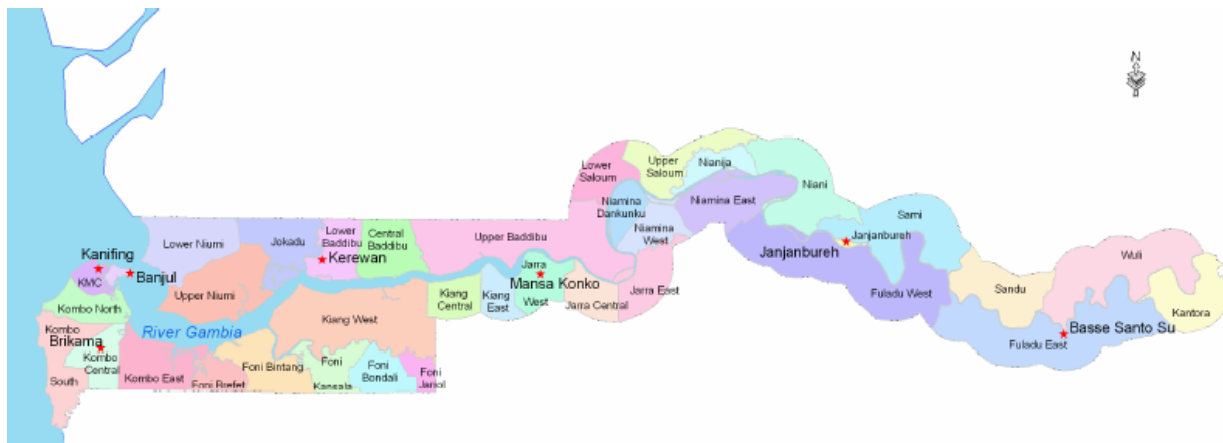 N
Lower
Saloum
Upper
Saloum
Nianija
Niani
Niamina
Dankunku
Niamina East
Niamina
West
Sami
Janjanbureh
Janjanbureh
Lower Niumi
Jokadu
Lower
Baddibu
Central
Baddibu
Upper Baddibu
Kerewan
Kanifing
KMC
Banjul
Upper Niumi
Kombo North
River Gambia
Kiang West
Kiang
Central
Kiang
East
Jarra
Mansa Konko
West
Jarra Central
Jarra East
Fuladu West
Sandu
Wuli
Kantora
Basse Santo Su
Fuladu East
Kombo
Brikama
Kombo
Central
South
Kombo East
Foni Brefet
Foni Bintang
Foni
Kansala
Foni
Bondali
Foni
Jarrol